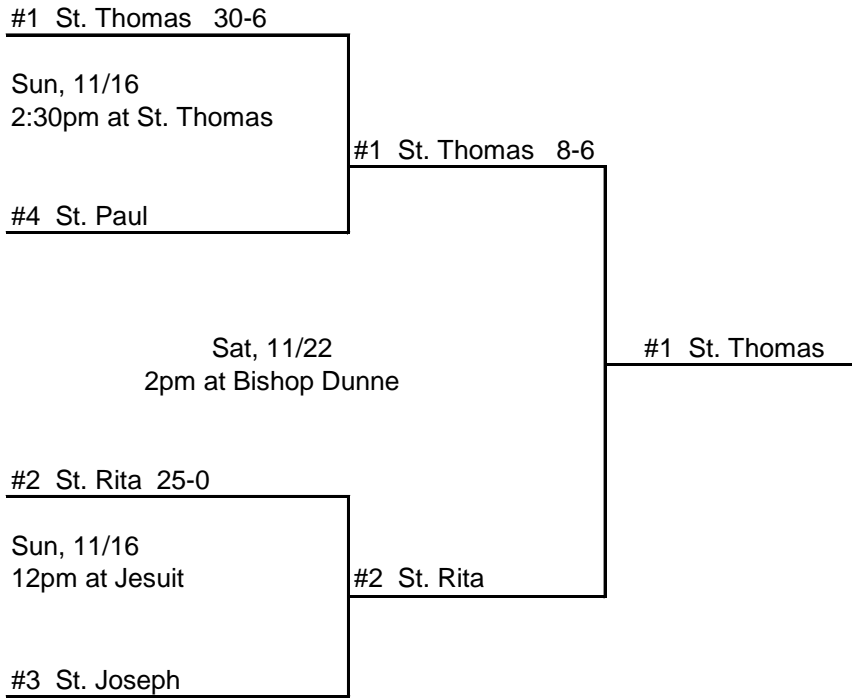 #1 St. Thomas 30-6
Sun, 11/16
2:30pm at St. Thomas
#1 St. Thomas 8-6
#4 St. Paul
Sat, 11/22
2pm at Bishop Dunne
#1 St. Thomas
#2 St. Rita 25-0
Sun, 11/16
12pm at Jesuit
#2 St. Rita
#3 St. Joseph